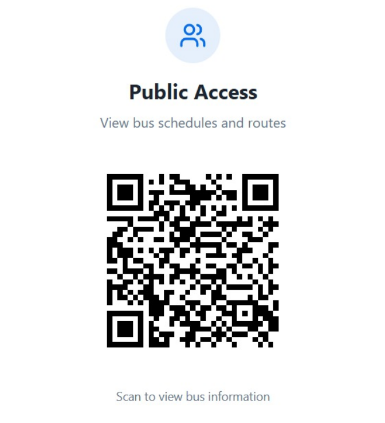 Public Access
View bus schedules and routes
Scan to view bus information